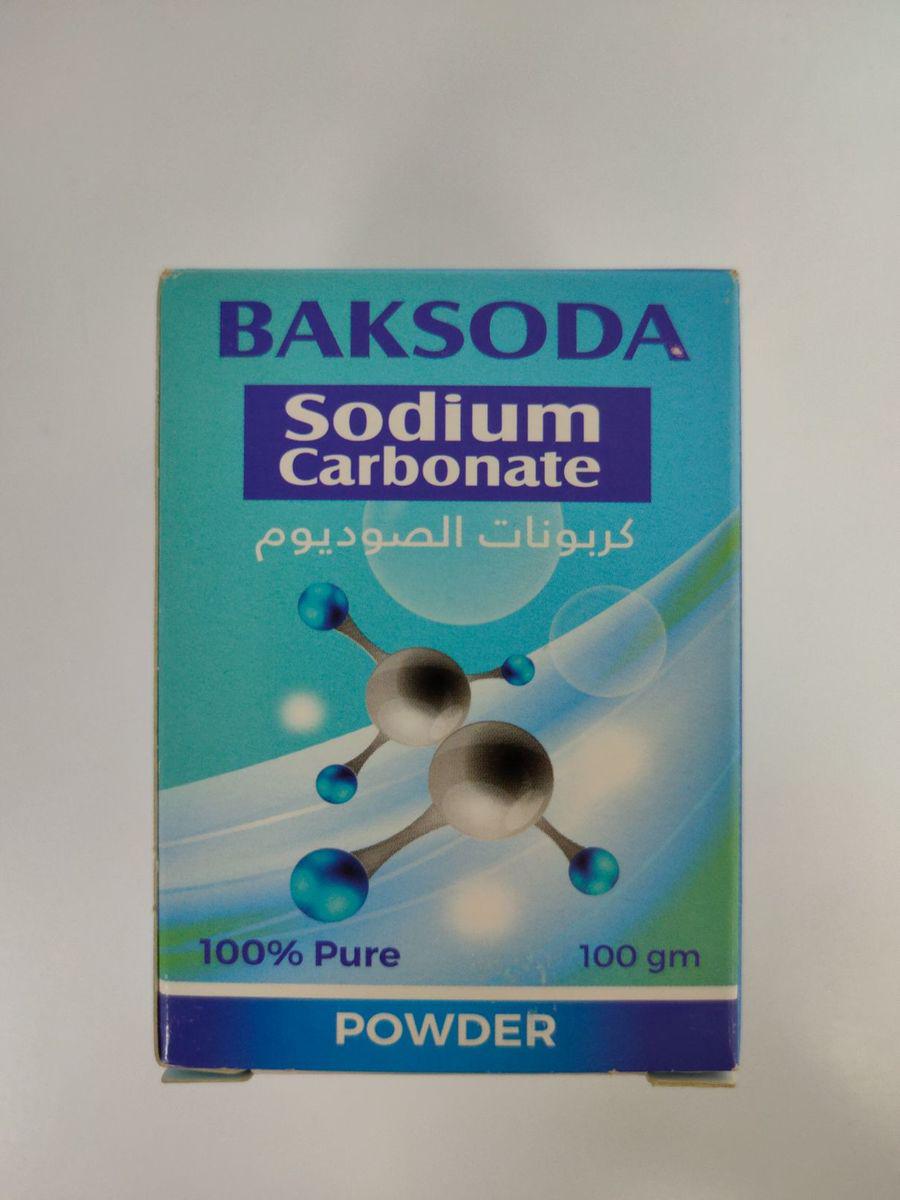 BAKSODA
Sodium
Carbonate
كربونات الصوديوم
100% Pure
100 gm
POWDER